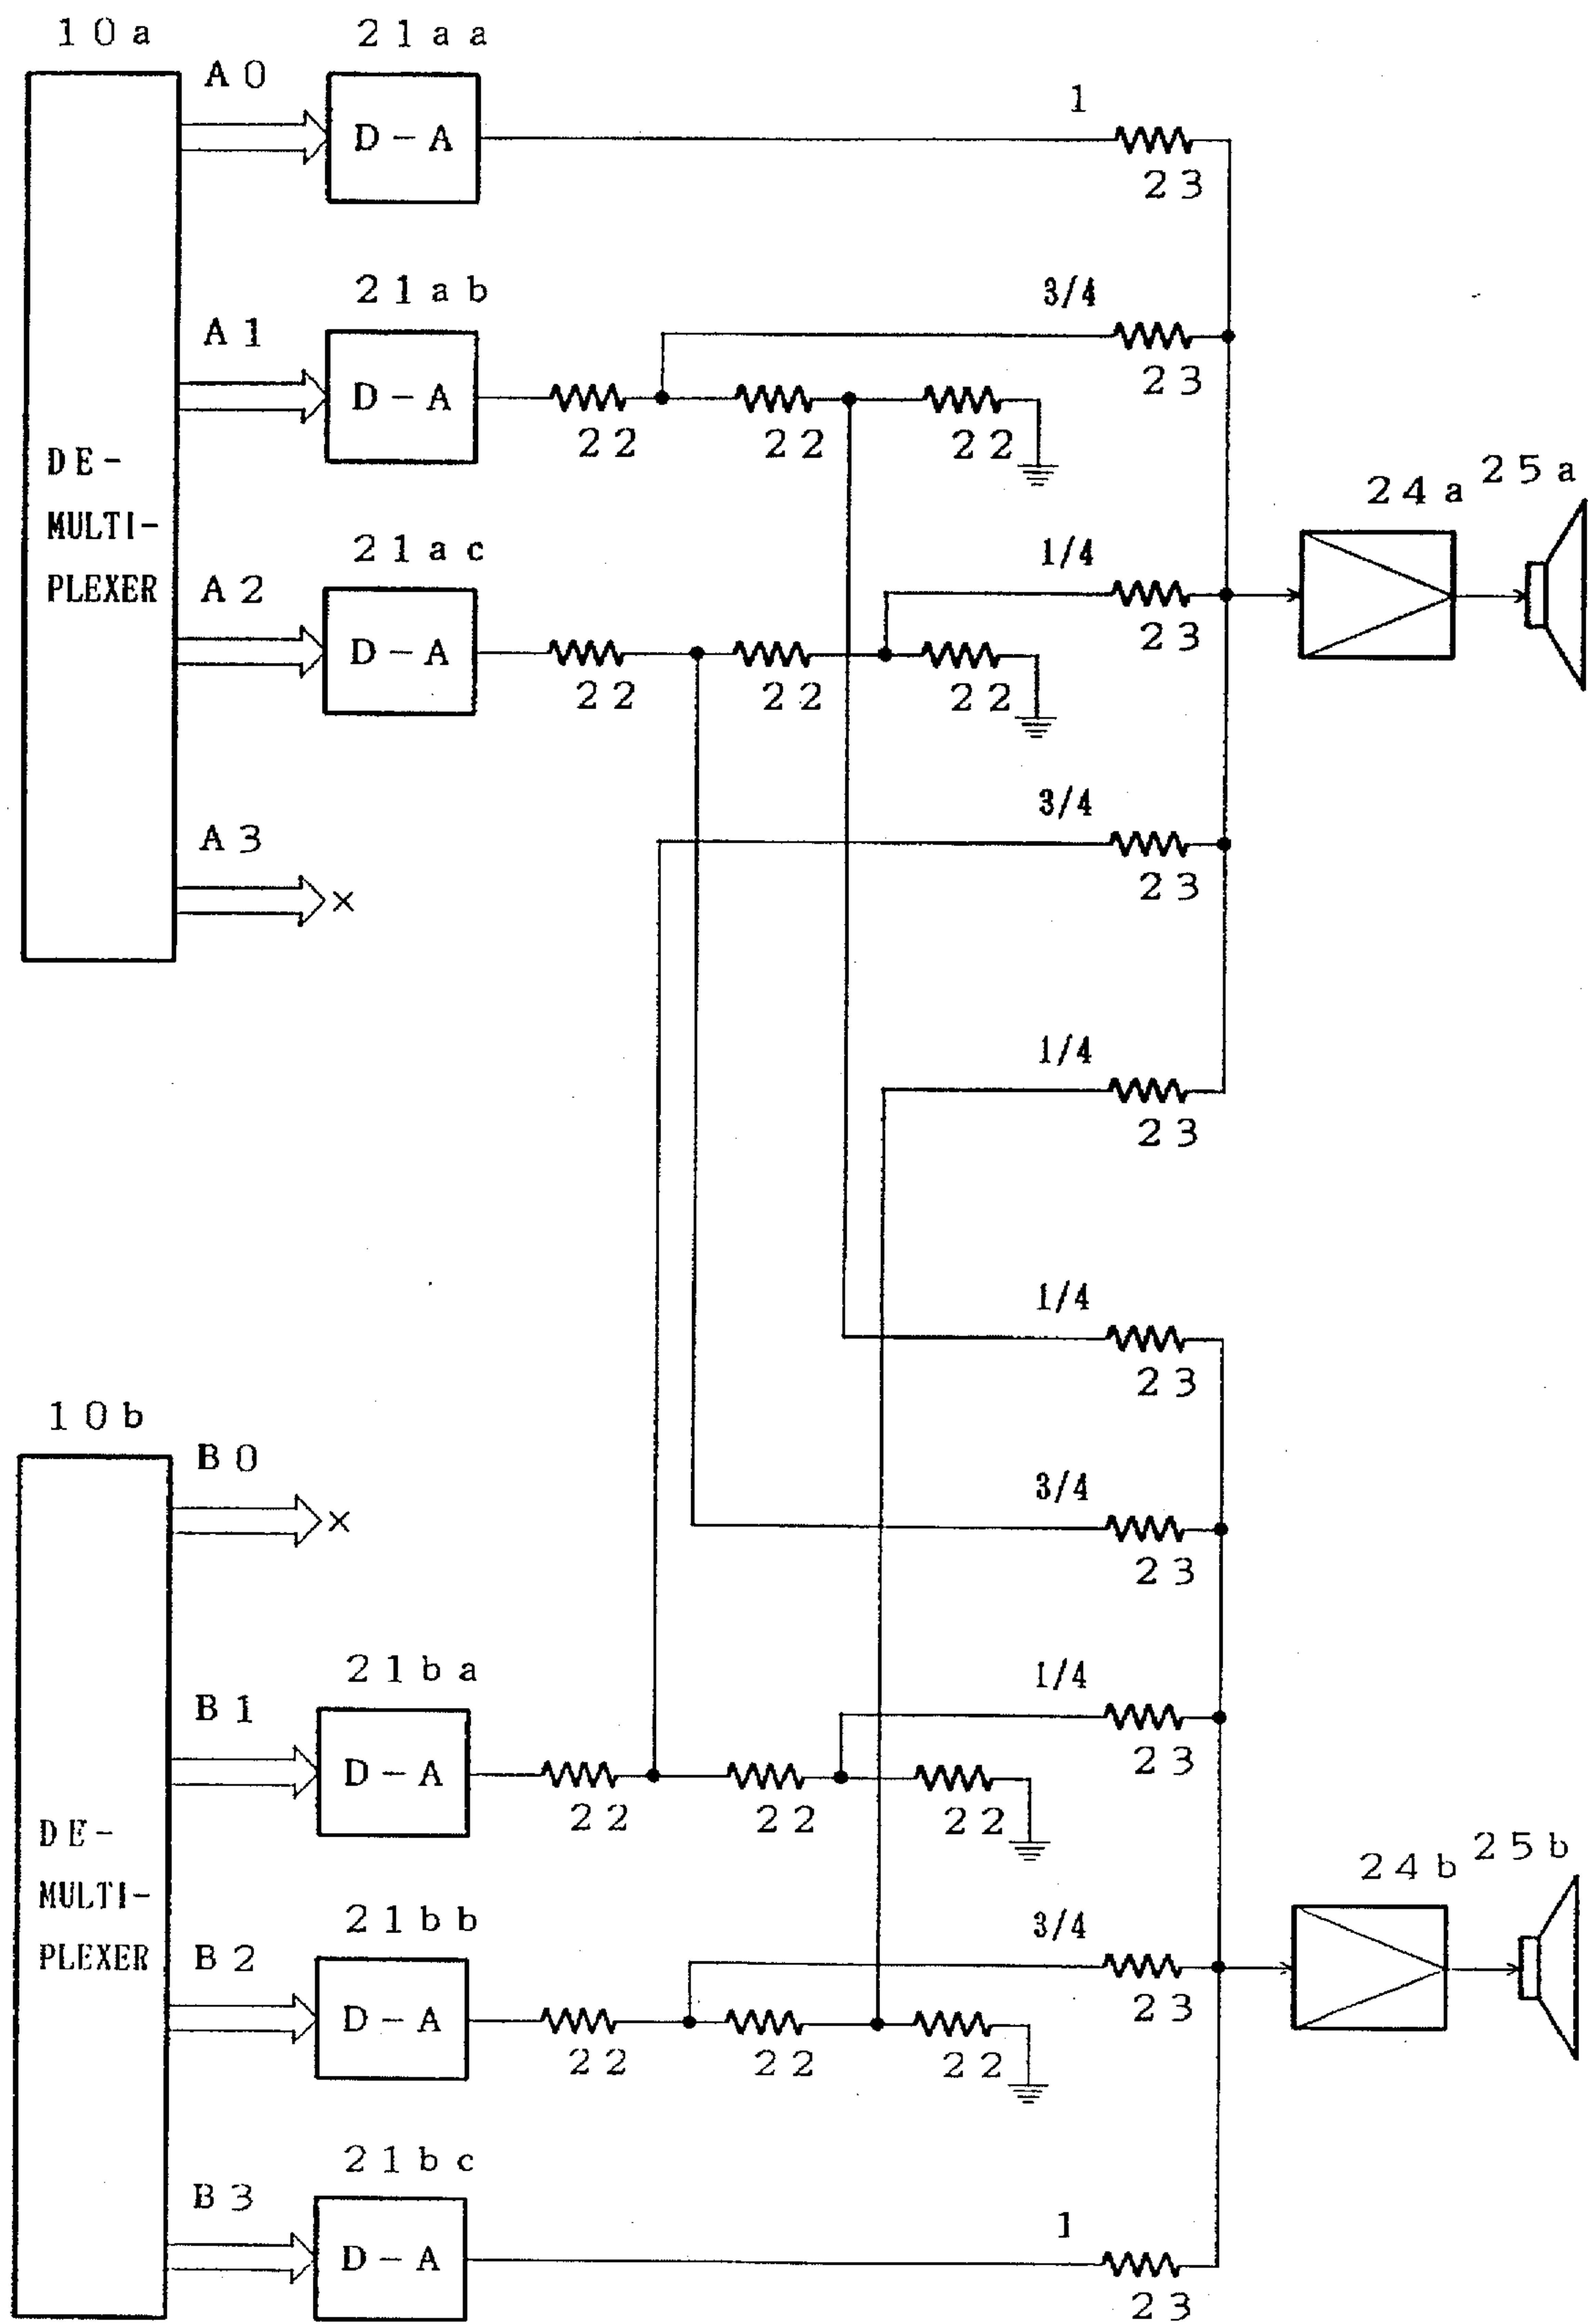 10a
21aa
A0
D-A
1
23
21ab
A1
3/4
D-A
23
22
22
22
DE-
MULTI-
PLEXER
24a
25a
21ac
A2
1/4
D-A
23
22
22
22
A3
×
3/4
23
1/4
23
1/4
23
10b
B0
×
3/4
23
21ba
B1
1/4
D-A
23
22
22
22
DE-
MULTI-
PLEXER
24b
25b
21bb
B2
3/4
D-A
23
22
22
22
21bc
B3
1
D-A
23